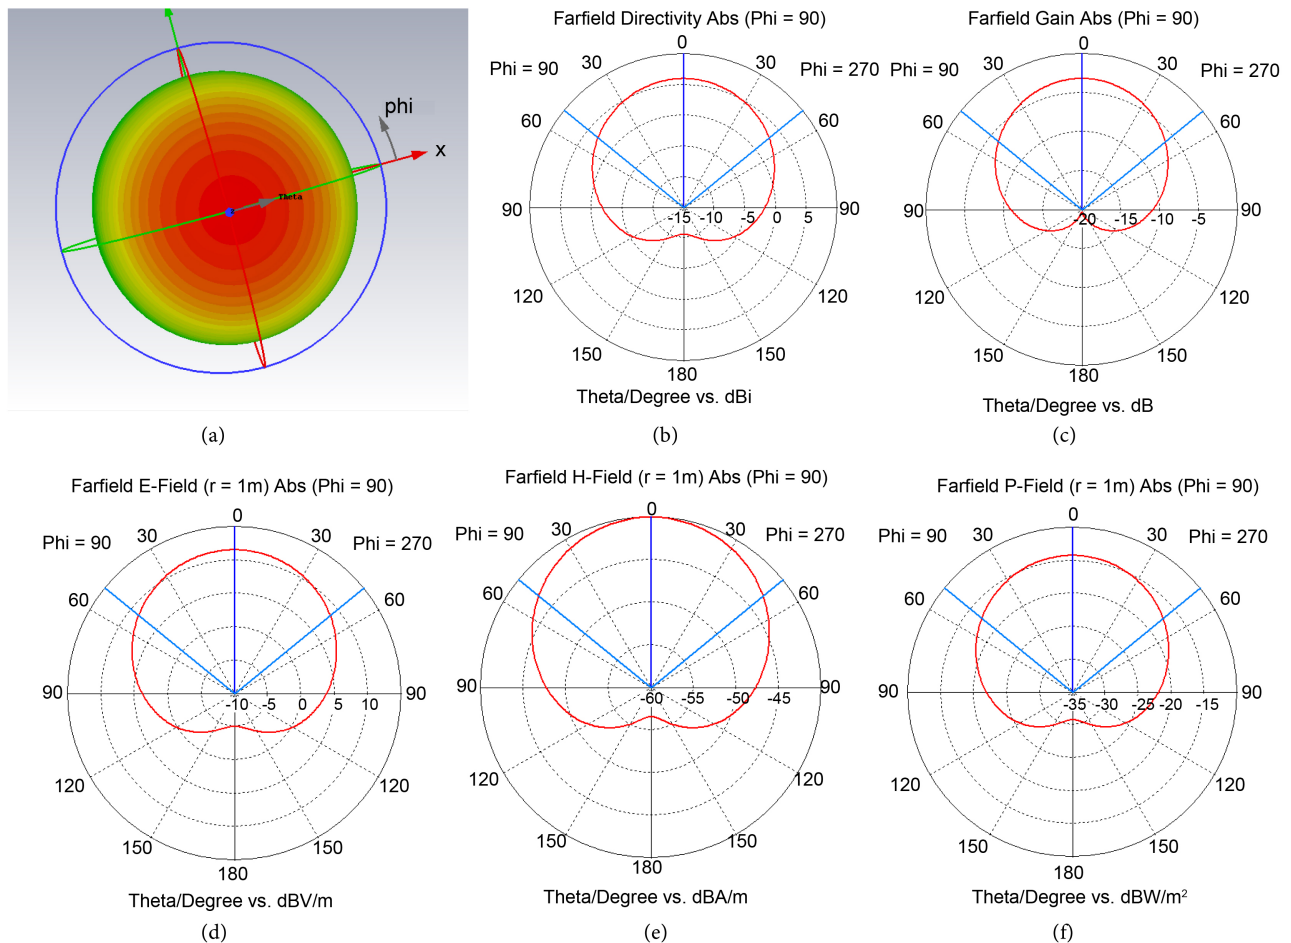 phi
x
Theta
(a)
Farfield Directivity Abs (Phi = 90)
0
Phi = 90 30 30 Phi = 270
60 60
90 -15 -10 -5 0 5 90
120 120
150 150
180
Theta/Degree vs. dBi
(b)
Farfield Gain Abs (Phi = 90)
0
Phi = 90 30 30 Phi = 270
60 60
90 -20 -15 -10 -5 90
120 120
150 150
180
Theta/Degree vs. dB
(c)
Farfield E-Field (r = 1m) Abs (Phi = 90)
0
Phi = 90 30 30 Phi = 270
60 60
90 -10 -5 0 5 10 90
120 120
150 150
180
Theta/Degree vs. dBV/m
(d)
Farfield H-Field (r = 1m) Abs (Phi = 90)
0
Phi = 90 30 30 Phi = 270
60 60
90 -60 -55 -50 -45 90
120 120
150 150
180
Theta/Degree vs. dBA/m
(e)
Farfield P-Field (r = 1m) Abs (Phi = 90)
0
Phi = 90 30 30 Phi = 270
60 60
90 -35 -30 -25 -20 -15 90
120 120
150 150
180
Theta/Degree vs. dBW/m²
(f)